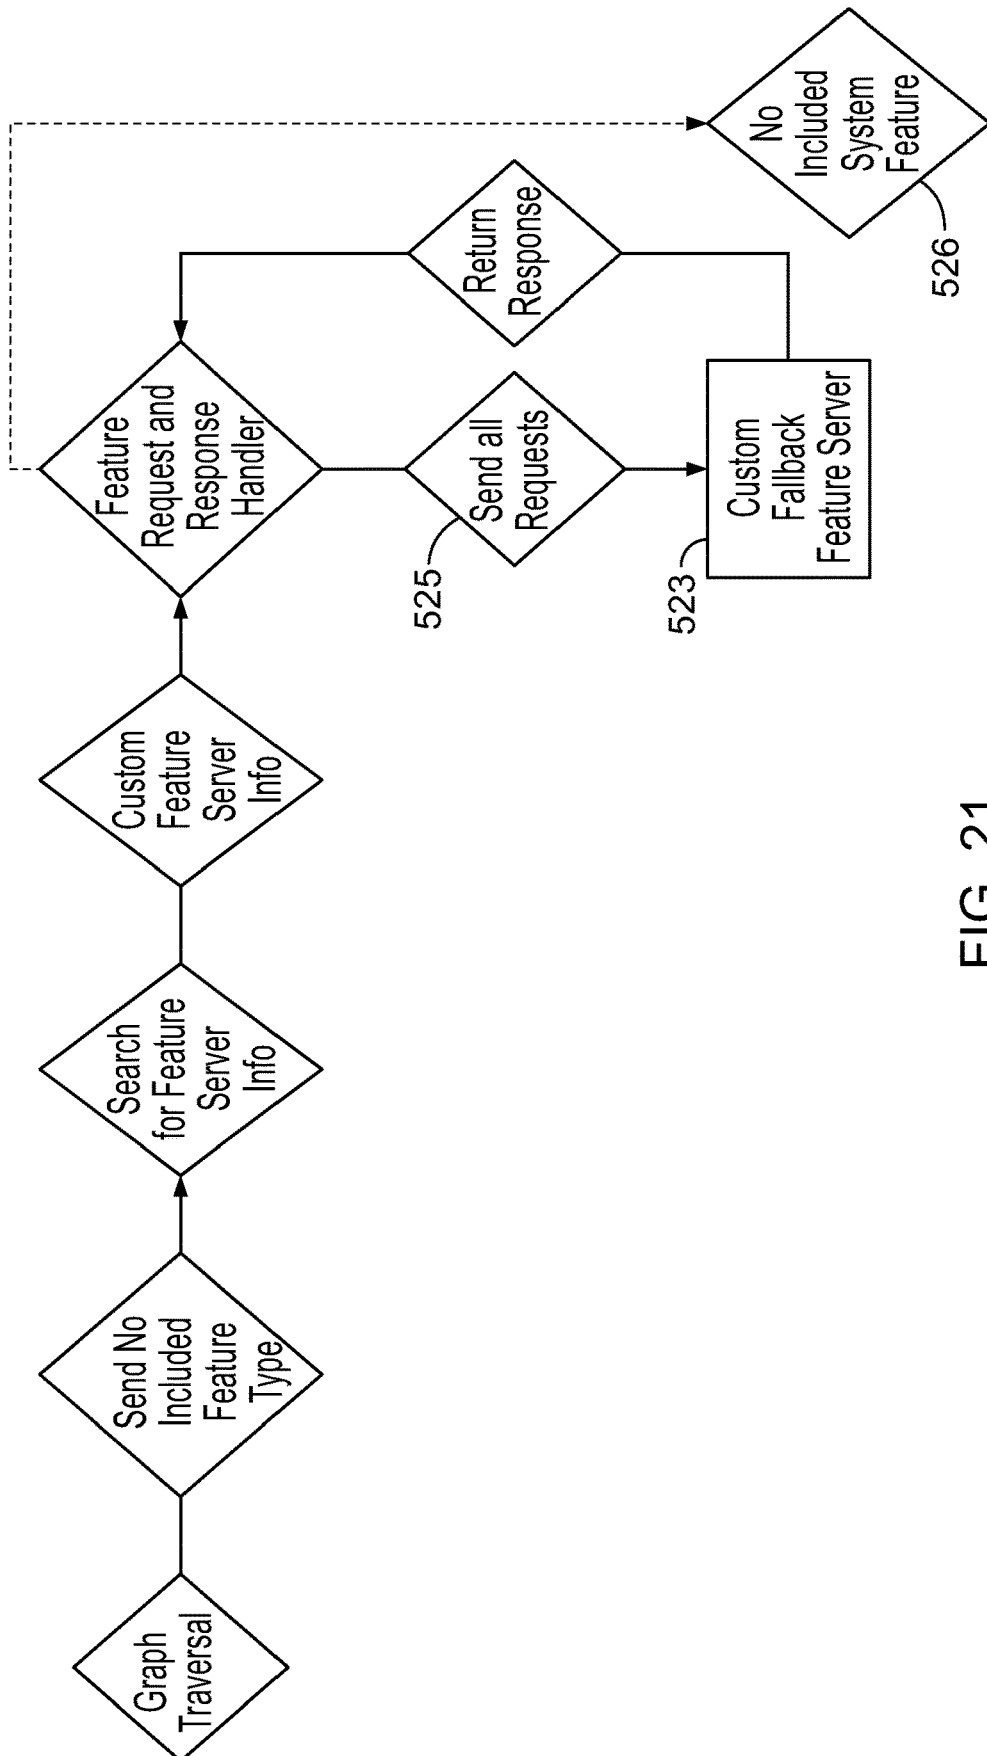 Graph
Traversal
Send No
Included
Feature
Type
Search
for Feature
Server
Info
Custom
Feature
Server
Info
Feature
Request and
Response
Handler
525
Send all
Requests
Return
Response
523
Custom
Fallback
Feature Server
No
Included
System
Feature
526
FIG. 21